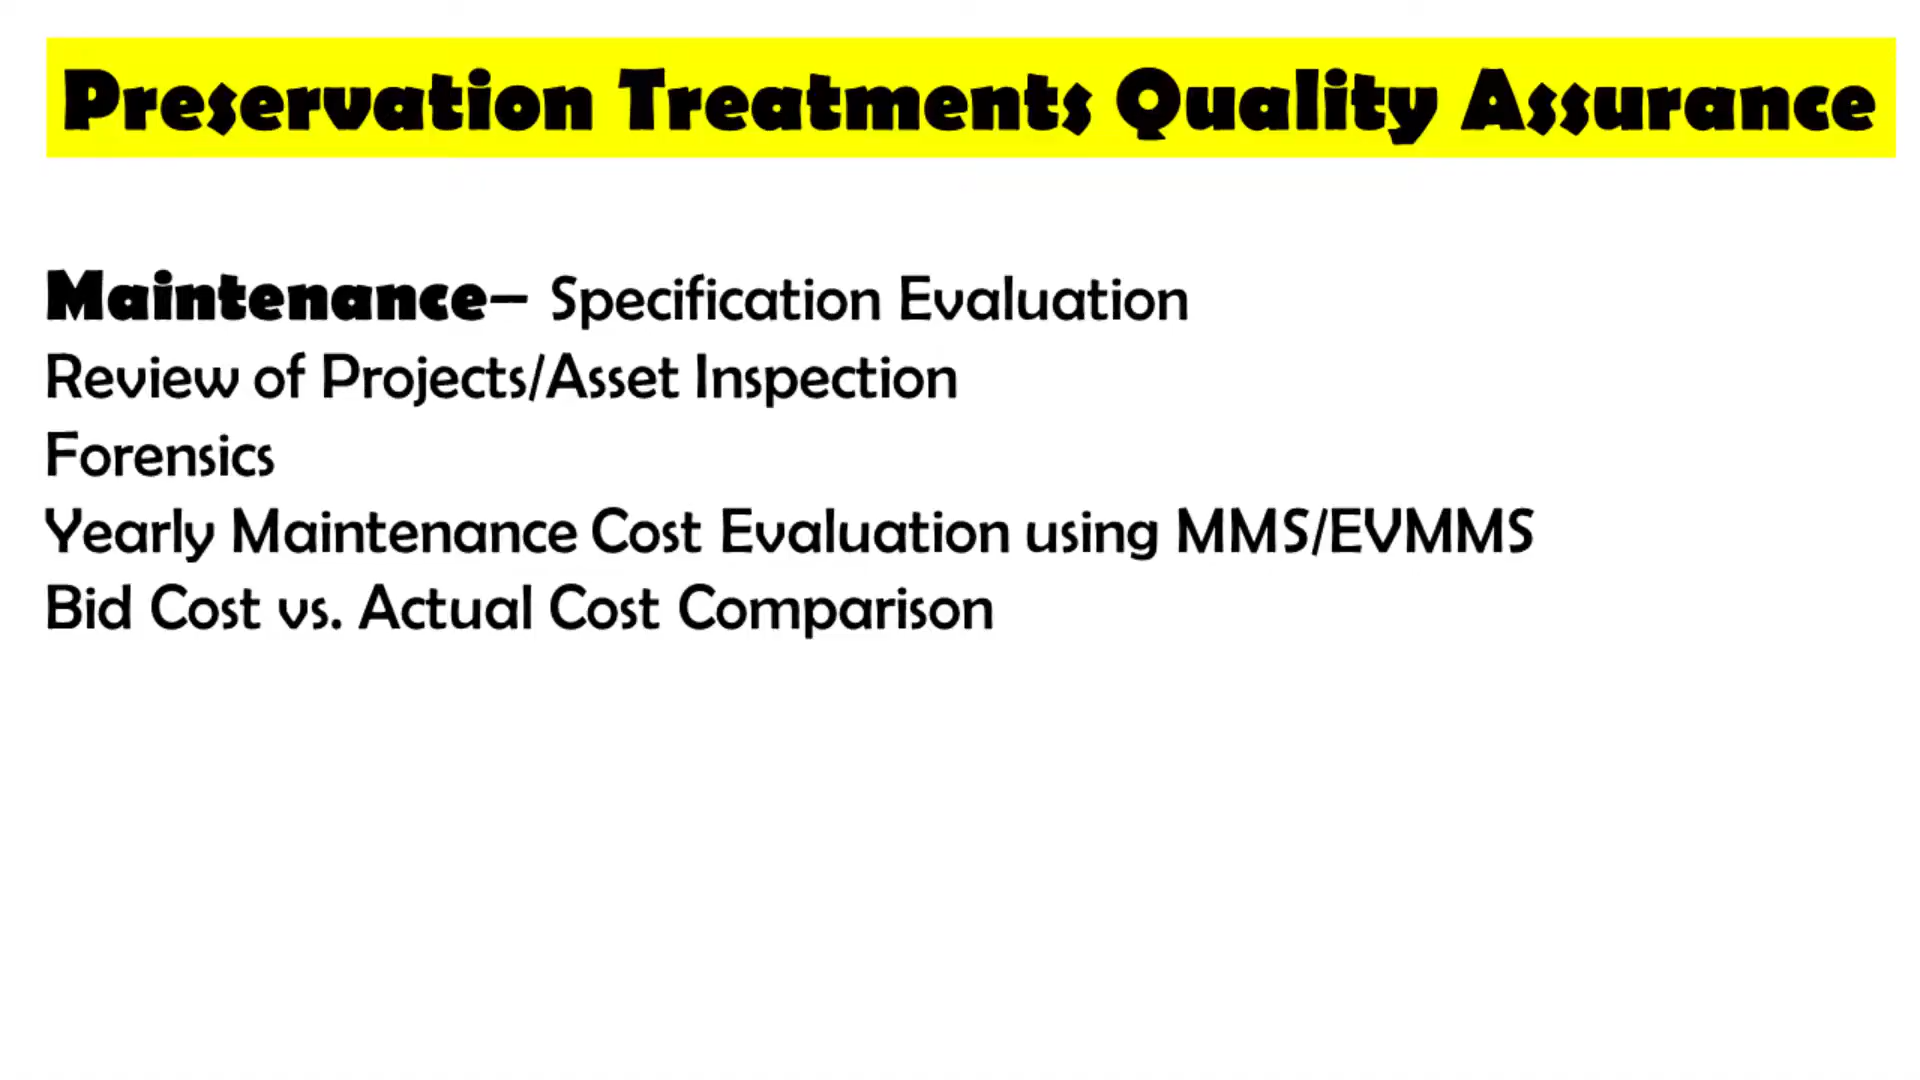 Preservation Treatments Quality Assurance
Maintenance– Specification Evaluation
Review of Projects/Asset Inspection
Forensics
Yearly Maintenance Cost Evaluation using MMS/EVMMS
Bid Cost vs. Actual Cost Comparison